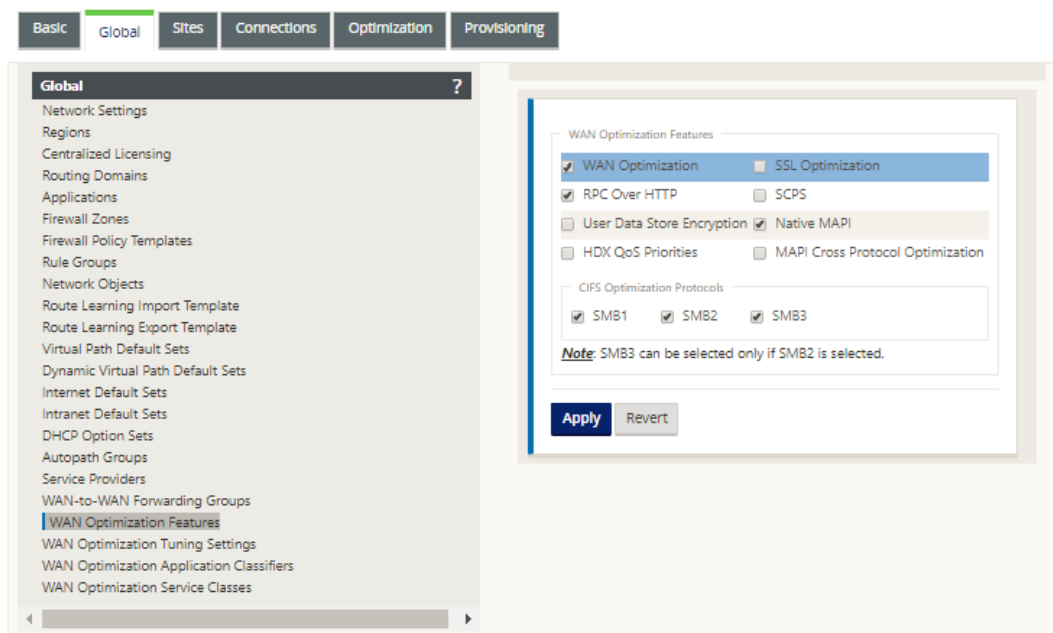 Basic Global Sites Connections Optimization Provisioning
Global ?
Network Settings
Regions
Centralized Licensing
Routing Domains
Applications
Firewall Zones
Firewall Policy Templates
Rule Groups
Network Objects
Route Learning Import Template
Route Learning Export Template
Virtual Path Default Sets
Dynamic Virtual Path Default Sets
Internet Default Sets
Intranet Default Sets
DHCP Option Sets
Autopath Groups
Service Providers
WAN-to-WAN Forwarding Groups
WAN Optimization Features
WAN Optimization Tuning Settings
WAN Optimization Application Classifiers
WAN Optimization Service Classes
WAN Optimization Features
WAN Optimization SSL Optimization
RPC Over HTTP SCPS
User Data Store Encryption Native MAPI
HDX QoS Priorities MAPI Cross Protocol Optimization
CIFS Optimization Protocols
SMB1 SMB2 SMB3
Note: SMB3 can be selected only if SMB2 is selected.
Apply Revert